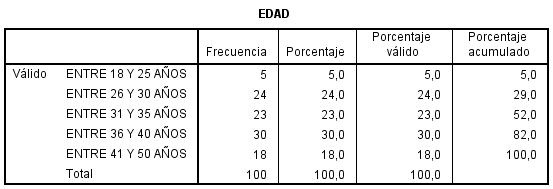 EDAD
Frecuencia Porcentaje Porcentaje válido Porcentaje acumulado
Válido ENTRE 18 Y 25 AÑOS 5 5,0 5,0 5,0
ENTRE 26 Y 30 AÑOS 24 24,0 24,0 29,0
ENTRE 31 Y 35 AÑOS 23 23,0 23,0 52,0
ENTRE 36 Y 40 AÑOS 30 30,0 30,0 82,0
ENTRE 41 Y 50 AÑOS 18 18,0 18,0 100,0
Total 100 100,0 100,0